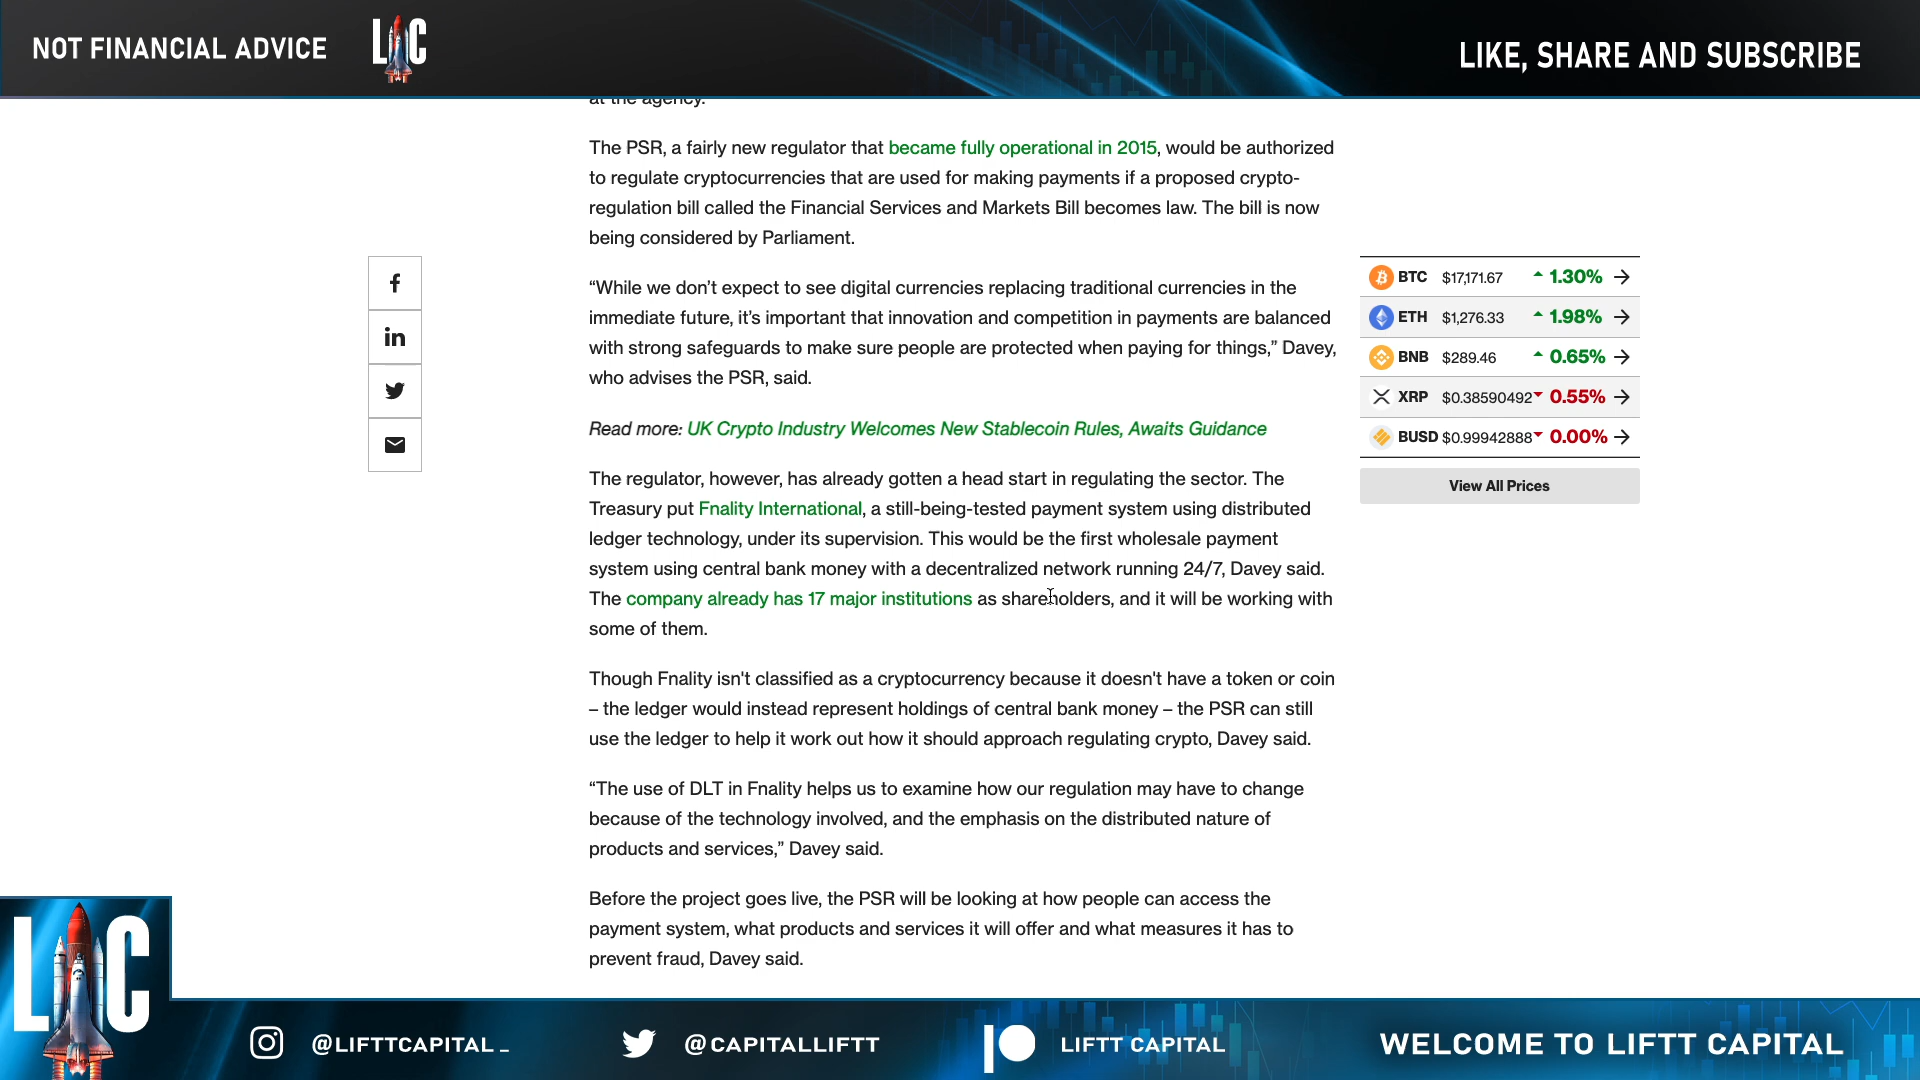 NOT FINANCIAL ADVICE
LC
LIKE, SHARE AND SUBSCRIBE
at the agency.
The PSR, a fairly new regulator that became fully operational in 2015, would be authorized
to regulate cryptocurrencies that are used for making payments if a proposed crypto-
regulation bill called the Financial Services and Markets Bill becomes law. The bill is now
being considered by Parliament.
“While we don’t expect to see digital currencies replacing traditional currencies in the
immediate future, it’s important that innovation and competition in payments are balanced
with strong safeguards to make sure people are protected when paying for things,” Davey,
who advises the PSR, said.
Read more: UK Crypto Industry Welcomes New Stablecoin Rules, Awaits Guidance
The regulator, however, has already gotten a head start in regulating the sector. The
Treasury put Fnality International, a still-being-tested payment system using distributed
ledger technology, under its supervision. This would be the first wholesale payment
system using central bank money with a decentralized network running 24/7, Davey said.
The company already has 17 major institutions as shareholders, and it will be working with
some of them.
Though Fnality isn't classified as a cryptocurrency because it doesn't have a token or coin
– the ledger would instead represent holdings of central bank money – the PSR can still
use the ledger to help it work out how it should approach regulating crypto, Davey said.
“The use of DLT in Fnality helps us to examine how our regulation may have to change
because of the technology involved, and the emphasis on the distributed nature of
products and services,” Davey said.
Before the project goes live, the PSR will be looking at how people can access the
payment system, what products and services it will offer and what measures it has to
prevent fraud, Davey said.
BTC $17,171.67 1.30%
ETH $1,276.33 1.98%
BNB $289.46 0.65%
XRP $0.38590492 0.55%
BUSD $0.99942888 0.00%
View All Prices
LC
@LIFTTCAPITAL_
@CAPITALLIFTT
LIFTT CAPITAL
WELCOME TO LIFTT CAPITAL